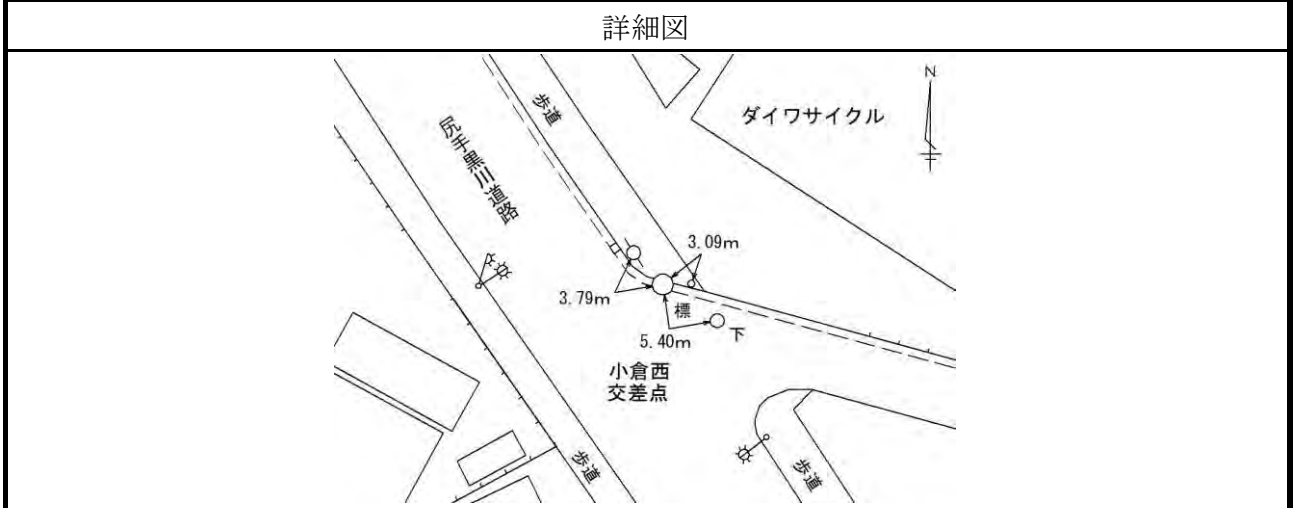 詳細図
N
歩道
ダイワサイクル
尻手黒川道路
3.09m
3.79m
標
下
5.40m
小倉西
交差点
歩道
歩道